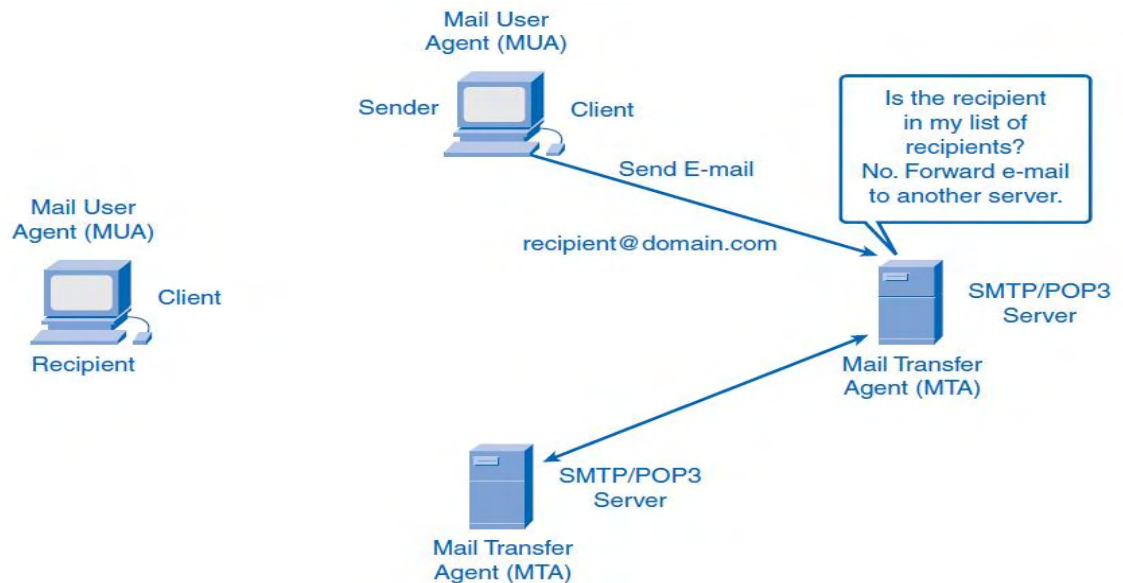 Mail User
Agent (MUA)
Sender
Client
Is the recipient
in my list of
recipients?
No. Forward e-mail
to another server.
Send E-mail
Mail User
Agent (MUA)
recipient@domain.com
Client
SMTP/POP3
Server
Recipient
Mail Transfer
Agent (MTA)
SMTP/POP3
Server
Mail Transfer
Agent (MTA)